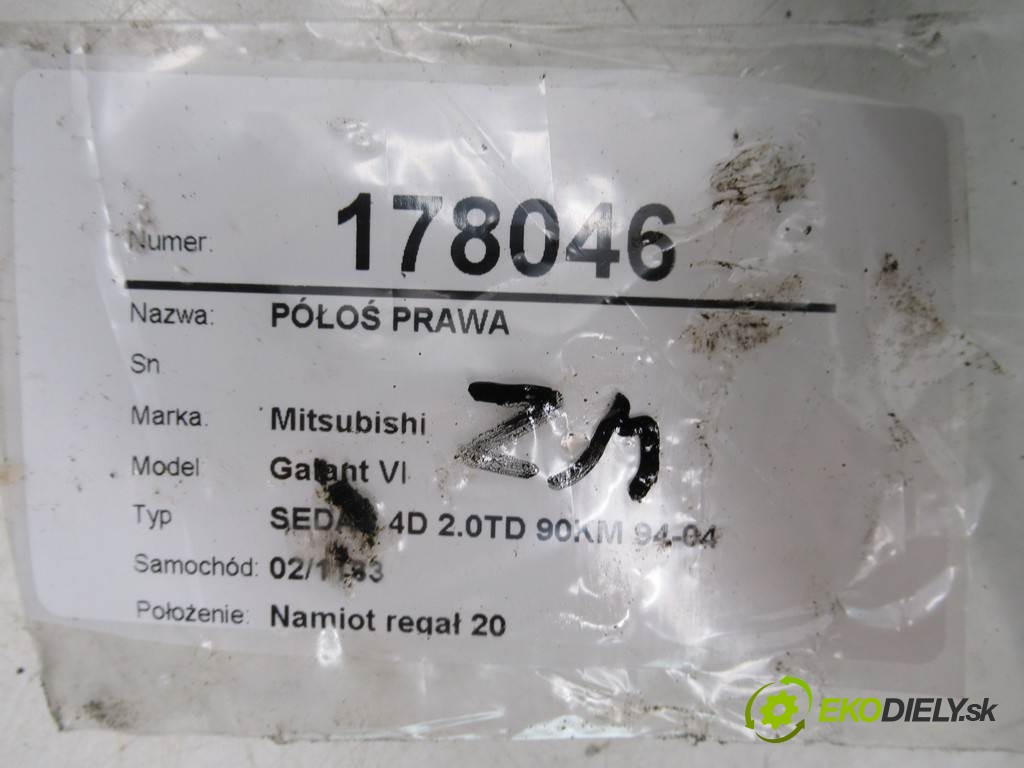 Numer: 178046
Nazwa: PÓŁOŚ PRAWA
Sn
Marka: Mitsubishi
Model Galant VI
Typ SEDAN 4D 2.0TD 90KM 94-04
Samochód:
Położenie: Namiot regał 20
EKODIELY.sk